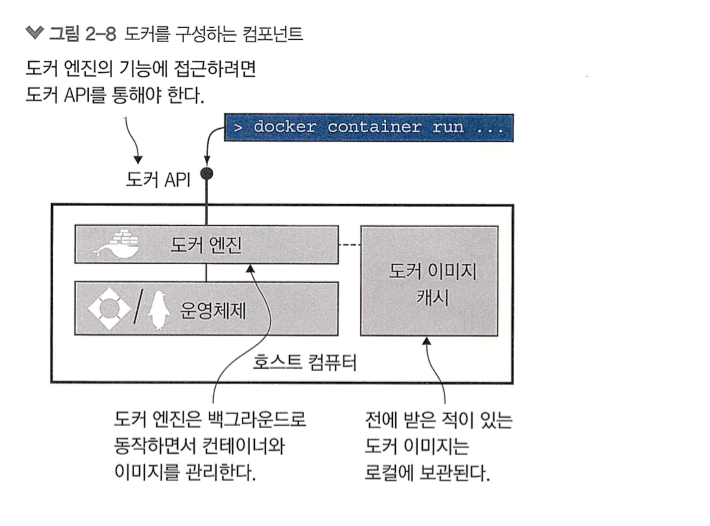 그림 2-8 도커를 구성하는 컴포넌트
도커 엔진의 기능에 접근하려면
도커 API를 통해야 한다.
> docker container run ...
도커 API
도커 엔진
도커 이미지
캐시
운영체제
호스트 컴퓨터
도커 엔진은 백그라운드로
동작하면서 컨테이너와
이미지를 관리한다.
전에 받은 적이 있는
도커 이미지는
로컬에 보관된다.